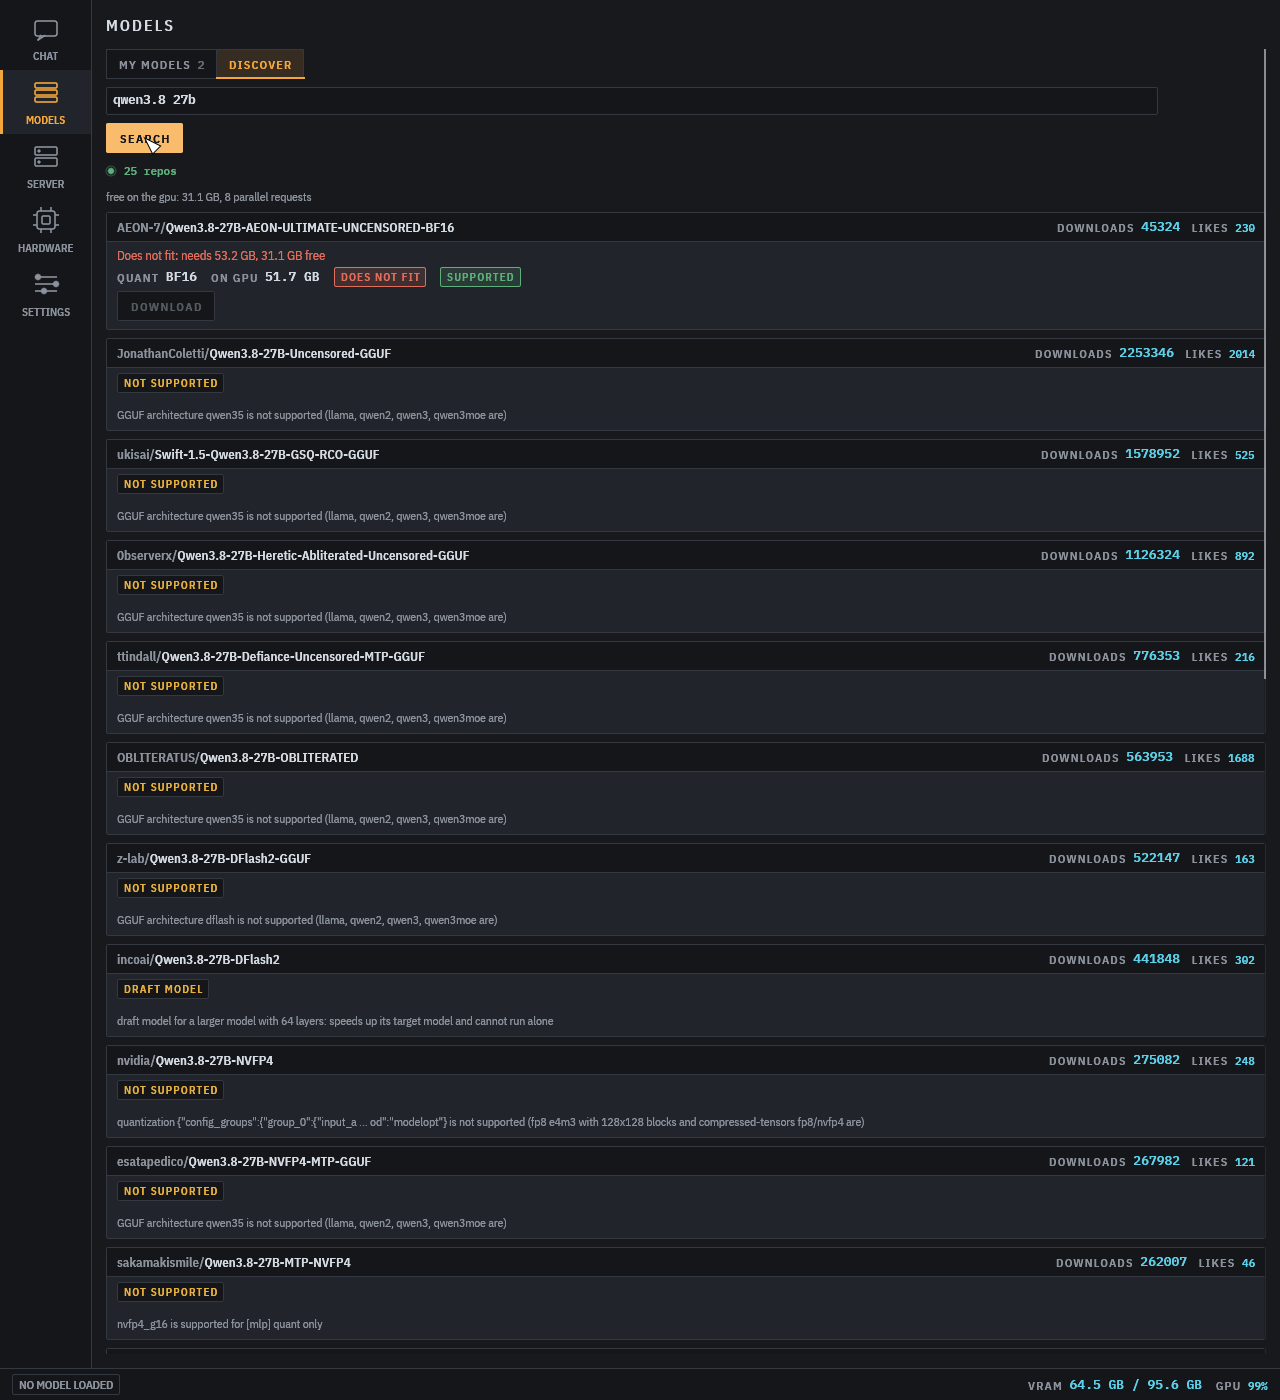 MODELS
CHAT
MODELS
SERVER
HARDWARE
SETTINGS
MY MODELS 2 DISCOVER
qwen3.8 27b
SEARCH
25 repos
free on the gpu: 31.1 GB, 8 parallel requests
AEON-7/Qwen3.8-27B-AEON-ULTIMATE-UNCENSORED-BF16 DOWNLOADS 45324 LIKES 230
Does not fit: needs 53.2 GB, 31.1 GB free
QUANT BF16 ON GPU 51.7 GB DOES NOT FIT SUPPORTED
DOWNLOAD
JonathanColetti/Qwen3.8-27B-Uncensored-GGUF DOWNLOADS 2253346 LIKES 2014
NOT SUPPORTED
GGUF architecture qwen35 is not supported (llama, qwen2, qwen3, qwen3moe are)
ukisai/Swift-1.5-Qwen3.8-27B-GSQ-RCO-GGUF DOWNLOADS 1578952 LIKES 525
NOT SUPPORTED
GGUF architecture qwen35 is not supported (llama, qwen2, qwen3, qwen3moe are)
0bserverx/Qwen3.8-27B-Heretic-Abliterated-Uncensored-GGUF DOWNLOADS 1126324 LIKES 892
NOT SUPPORTED
GGUF architecture qwen35 is not supported (llama, qwen2, qwen3, qwen3moe are)
ttindall/Qwen3.8-27B-Defiance-Uncensored-MTP-GGUF DOWNLOADS 776353 LIKES 216
NOT SUPPORTED
GGUF architecture qwen35 is not supported (llama, qwen2, qwen3, qwen3moe are)
OBLITERATUS/Qwen3.8-27B-OBLITERATED DOWNLOADS 563953 LIKES 1688
NOT SUPPORTED
GGUF architecture qwen35 is not supported (llama, qwen2, qwen3, qwen3moe are)
z-lab/Qwen3.8-27B-DFlash2-GGUF DOWNLOADS 522147 LIKES 163
NOT SUPPORTED
GGUF architecture dflash is not supported (llama, qwen2, qwen3, qwen3moe are)
incoai/Qwen3.8-27B-DFlash2 DOWNLOADS 441848 LIKES 302
DRAFT MODEL
draft model for a larger model with 64 layers: speeds up its target model and cannot run alone
nvidia/Qwen3.8-27B-NVFP4 DOWNLOADS 275082 LIKES 248
NOT SUPPORTED
quantization {"config_groups":{"group_0":{"input_a ... od":"modelopt"} is not supported (fp8 e4m3 with 128x128 blocks and compressed-tensors fp8/nvfp4 are)
esatapedico/Qwen3.8-27B-NVFP4-MTP-GGUF DOWNLOADS 267982 LIKES 121
NOT SUPPORTED
GGUF architecture qwen35 is not supported (llama, qwen2, qwen3, qwen3moe are)
sakamakismile/Qwen3.8-27B-MTP-NVFP4 DOWNLOADS 262007 LIKES 46
NOT SUPPORTED
nvfp4_g16 is supported for [mlp] quant only
NO MODEL LOADED VRAM 64.5 GB / 95.6 GB GPU 99%